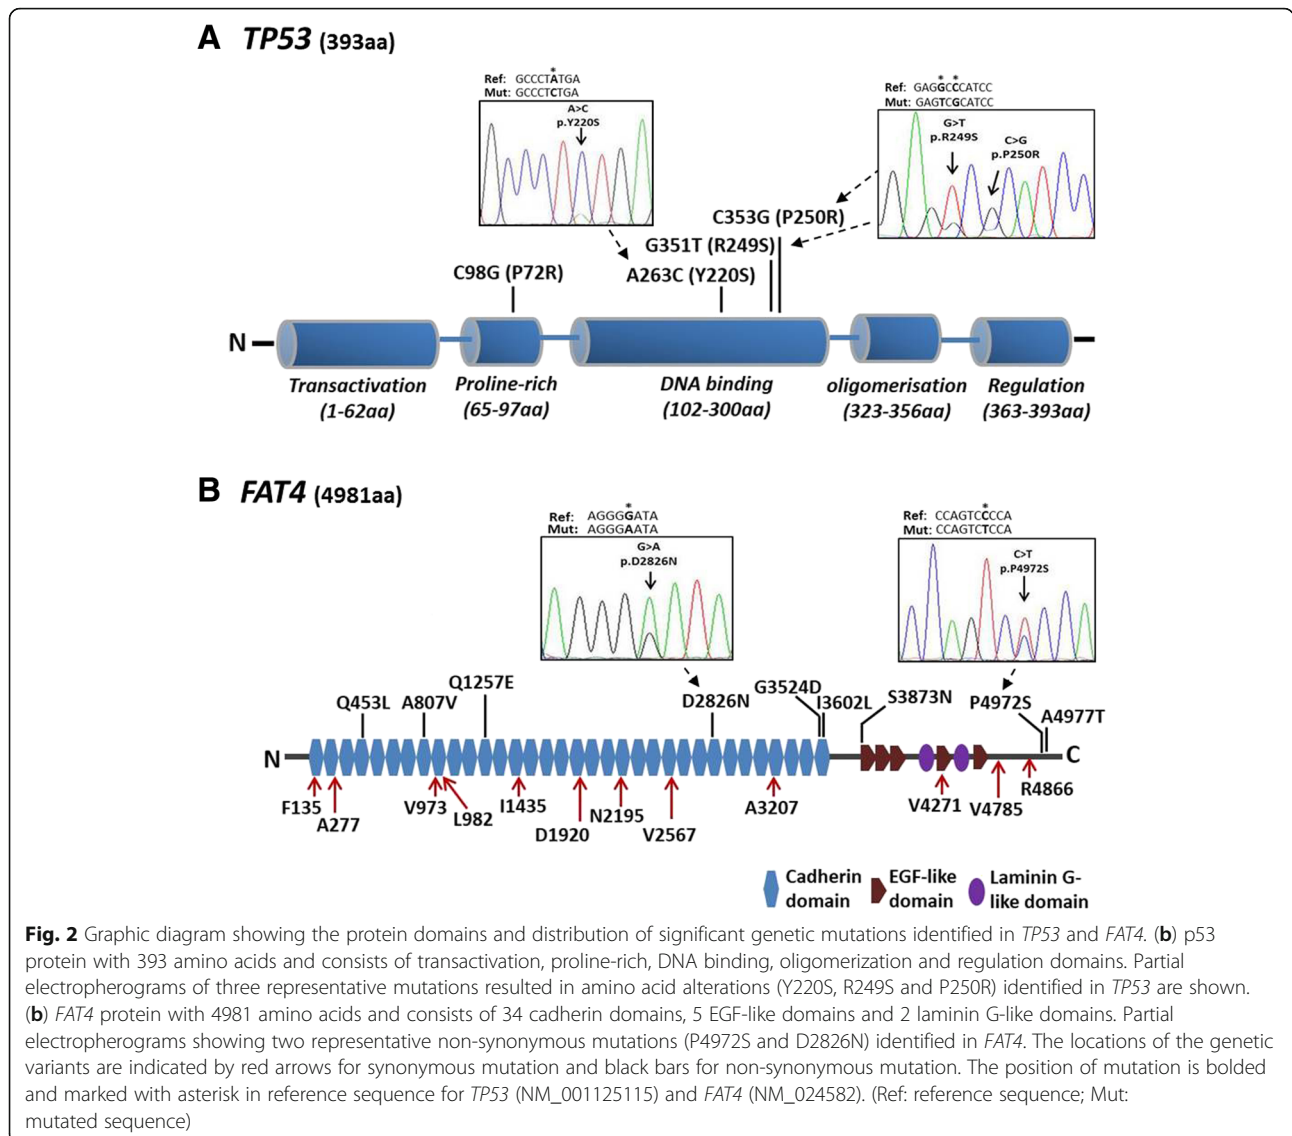 A TP53 (393aa)
Ref: GCCCTATGA
Mut: GCCCTCTGA
A>C
p.Y220S
* *
Ref: GAGGCCCATCC
Mut: GAGTCGCATCC
G>T
p.R249S
C>G
p.P250R
C353G (P250R)
G351T (R249S)
C98G (P72R)
A263C (Y220S)
N
Transactivation
(1-62aa)
Proline-rich
(65-97aa)
DNA binding
(102-300aa)
oligomerisation
(323-356aa)
Regulation
(363-393aa)
B FAT4 (4981aa)
*
Ref: AGGGGATA
Mut: AGGGAATA
G>A
p.D2826N
*
Ref: CCAGTCCCCA
Mut: CCAGTCTCCA
C>T
p.P4972S
Q453L
A807V
Q1257E
D2826N
G3524D
I3602L
S3873N
P4972S
A4977T
N
C
F135
A277
V973
L982
I1435
D1920
N2195
V2567
A3207
V4271
V4785
R4866
Cadherin
domain
EGF-like
domain
Laminin G-
like domain
Fig. 2 Graphic diagram showing the protein domains and distribution of significant genetic mutations identified in TP53 and FAT4. (b) p53
protein with 393 amino acids and consists of transactivation, proline-rich, DNA binding, oligomerization and regulation domains. Partial
electropherograms of three representative mutations resulted in amino acid alterations (Y220S, R249S and P250R) identified in TP53 are shown.
(b) FAT4 protein with 4981 amino acids and consists of 34 cadherin domains, 5 EGF-like domains and 2 laminin G-like domains. Partial
electropherograms showing two representative non-synonymous mutations (P4972S and D2826N) identified in FAT4. The locations of the genetic
variants are indicated by red arrows for synonymous mutation and black bars for non-synonymous mutation. The position of mutation is bolded
and marked with asterisk in reference sequence for TP53 (NM_001125115) and FAT4 (NM_024582). (Ref: reference sequence; Mut:
mutated sequence)